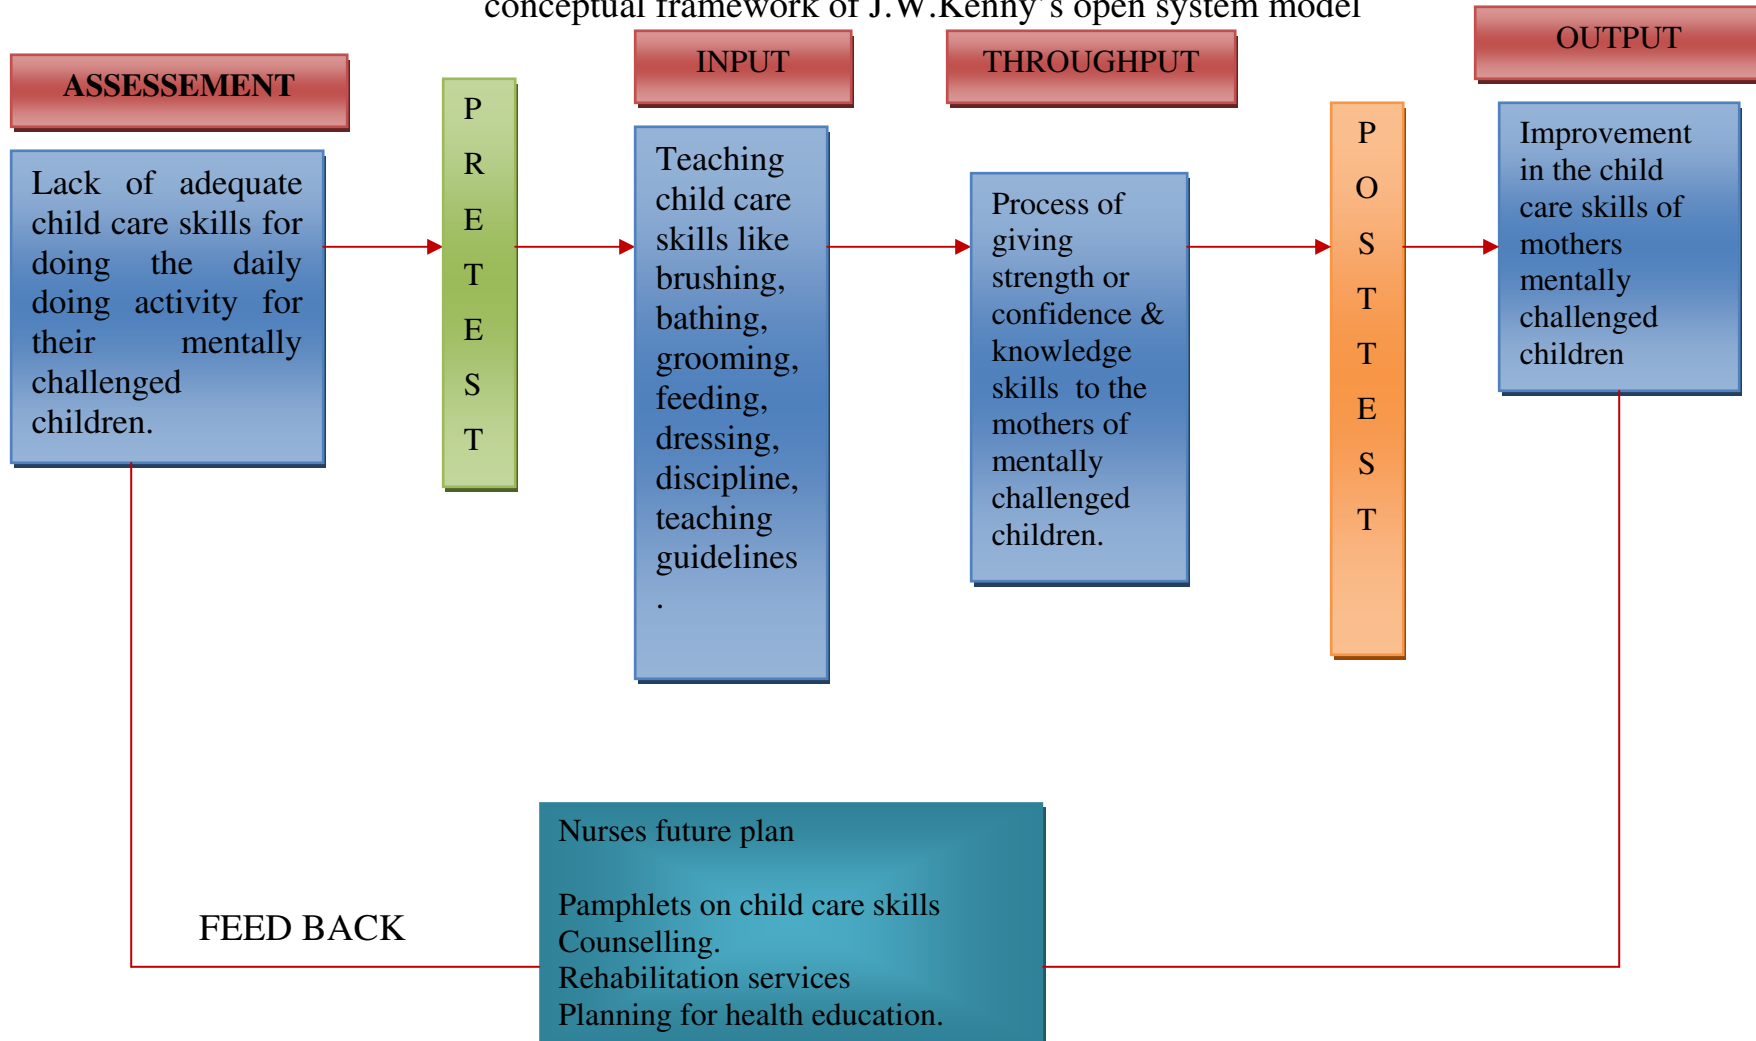 conceptual framework of J.W.Kenny's open system model
ASSESSEMENT
Lack of adequate
child care skills for
doing the daily
doing activity for
their mentally
challenged
children.
P
R
E
T
E
S
T
INPUT
Teaching
child care
skills like
brushing,
bathing,
grooming,
feeding,
dressing,
discipline,
teaching
guidelines
.
THROUGHPUT
Process of
giving
strength or
confidence &
knowledge
skills to the
mothers of
mentally
challenged
children.
P
O
S
T
T
E
S
T
OUTPUT
Improvement
in the child
care skills of
mothers
mentally
challenged
children
FEED BACK
Nurses future plan
Pamphlets on child care skills
Counselling.
Rehabilitation services
Planning for health education.